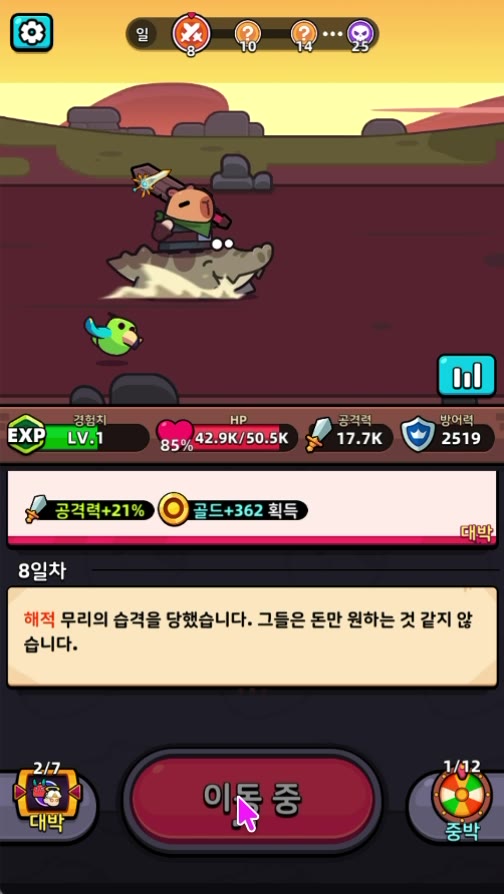 일
8
10
14
25
경험치
EXP LV.1
85%
HP
42.9K/50.5K
공격력
17.7K
방어력
2519
공격력+21% 골드+362 획득
대박
8일차
해적 무리의 습격을 당했습니다. 그들은 돈만 원하는 것 같지 않
습니다.
2/7
대박
이동 중
1/12
중박